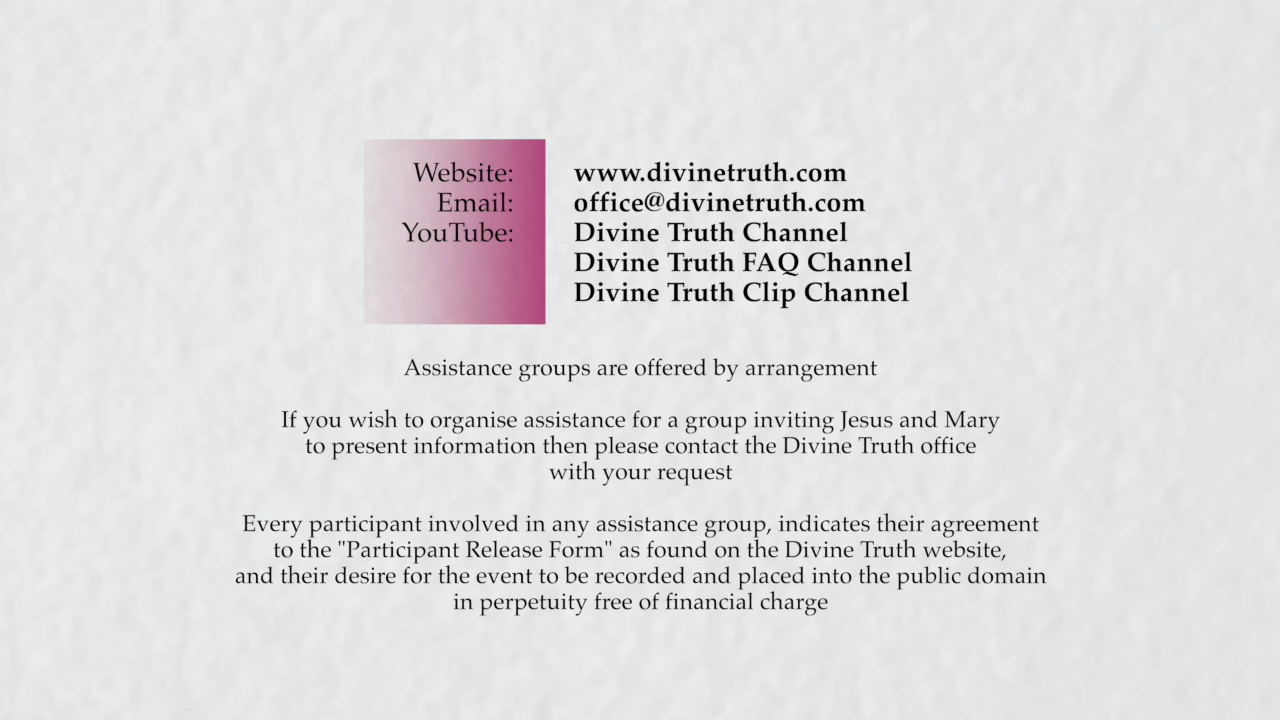 Website: www.divinetruth.com
Email: office@divinetruth.com
YouTube: Divine Truth Channel
Divine Truth FAQ Channel
Divine Truth Clip Channel
Assistance groups are offered by arrangement
If you wish to organise assistance for a group inviting Jesus and Mary
to present information then please contact the Divine Truth office
with your request
Every participant involved in any assistance group, indicates their agreement
to the "Participant Release Form" as found on the Divine Truth website,
and their desire for the event to be recorded and placed into the public domain
in perpetuity free of financial charge